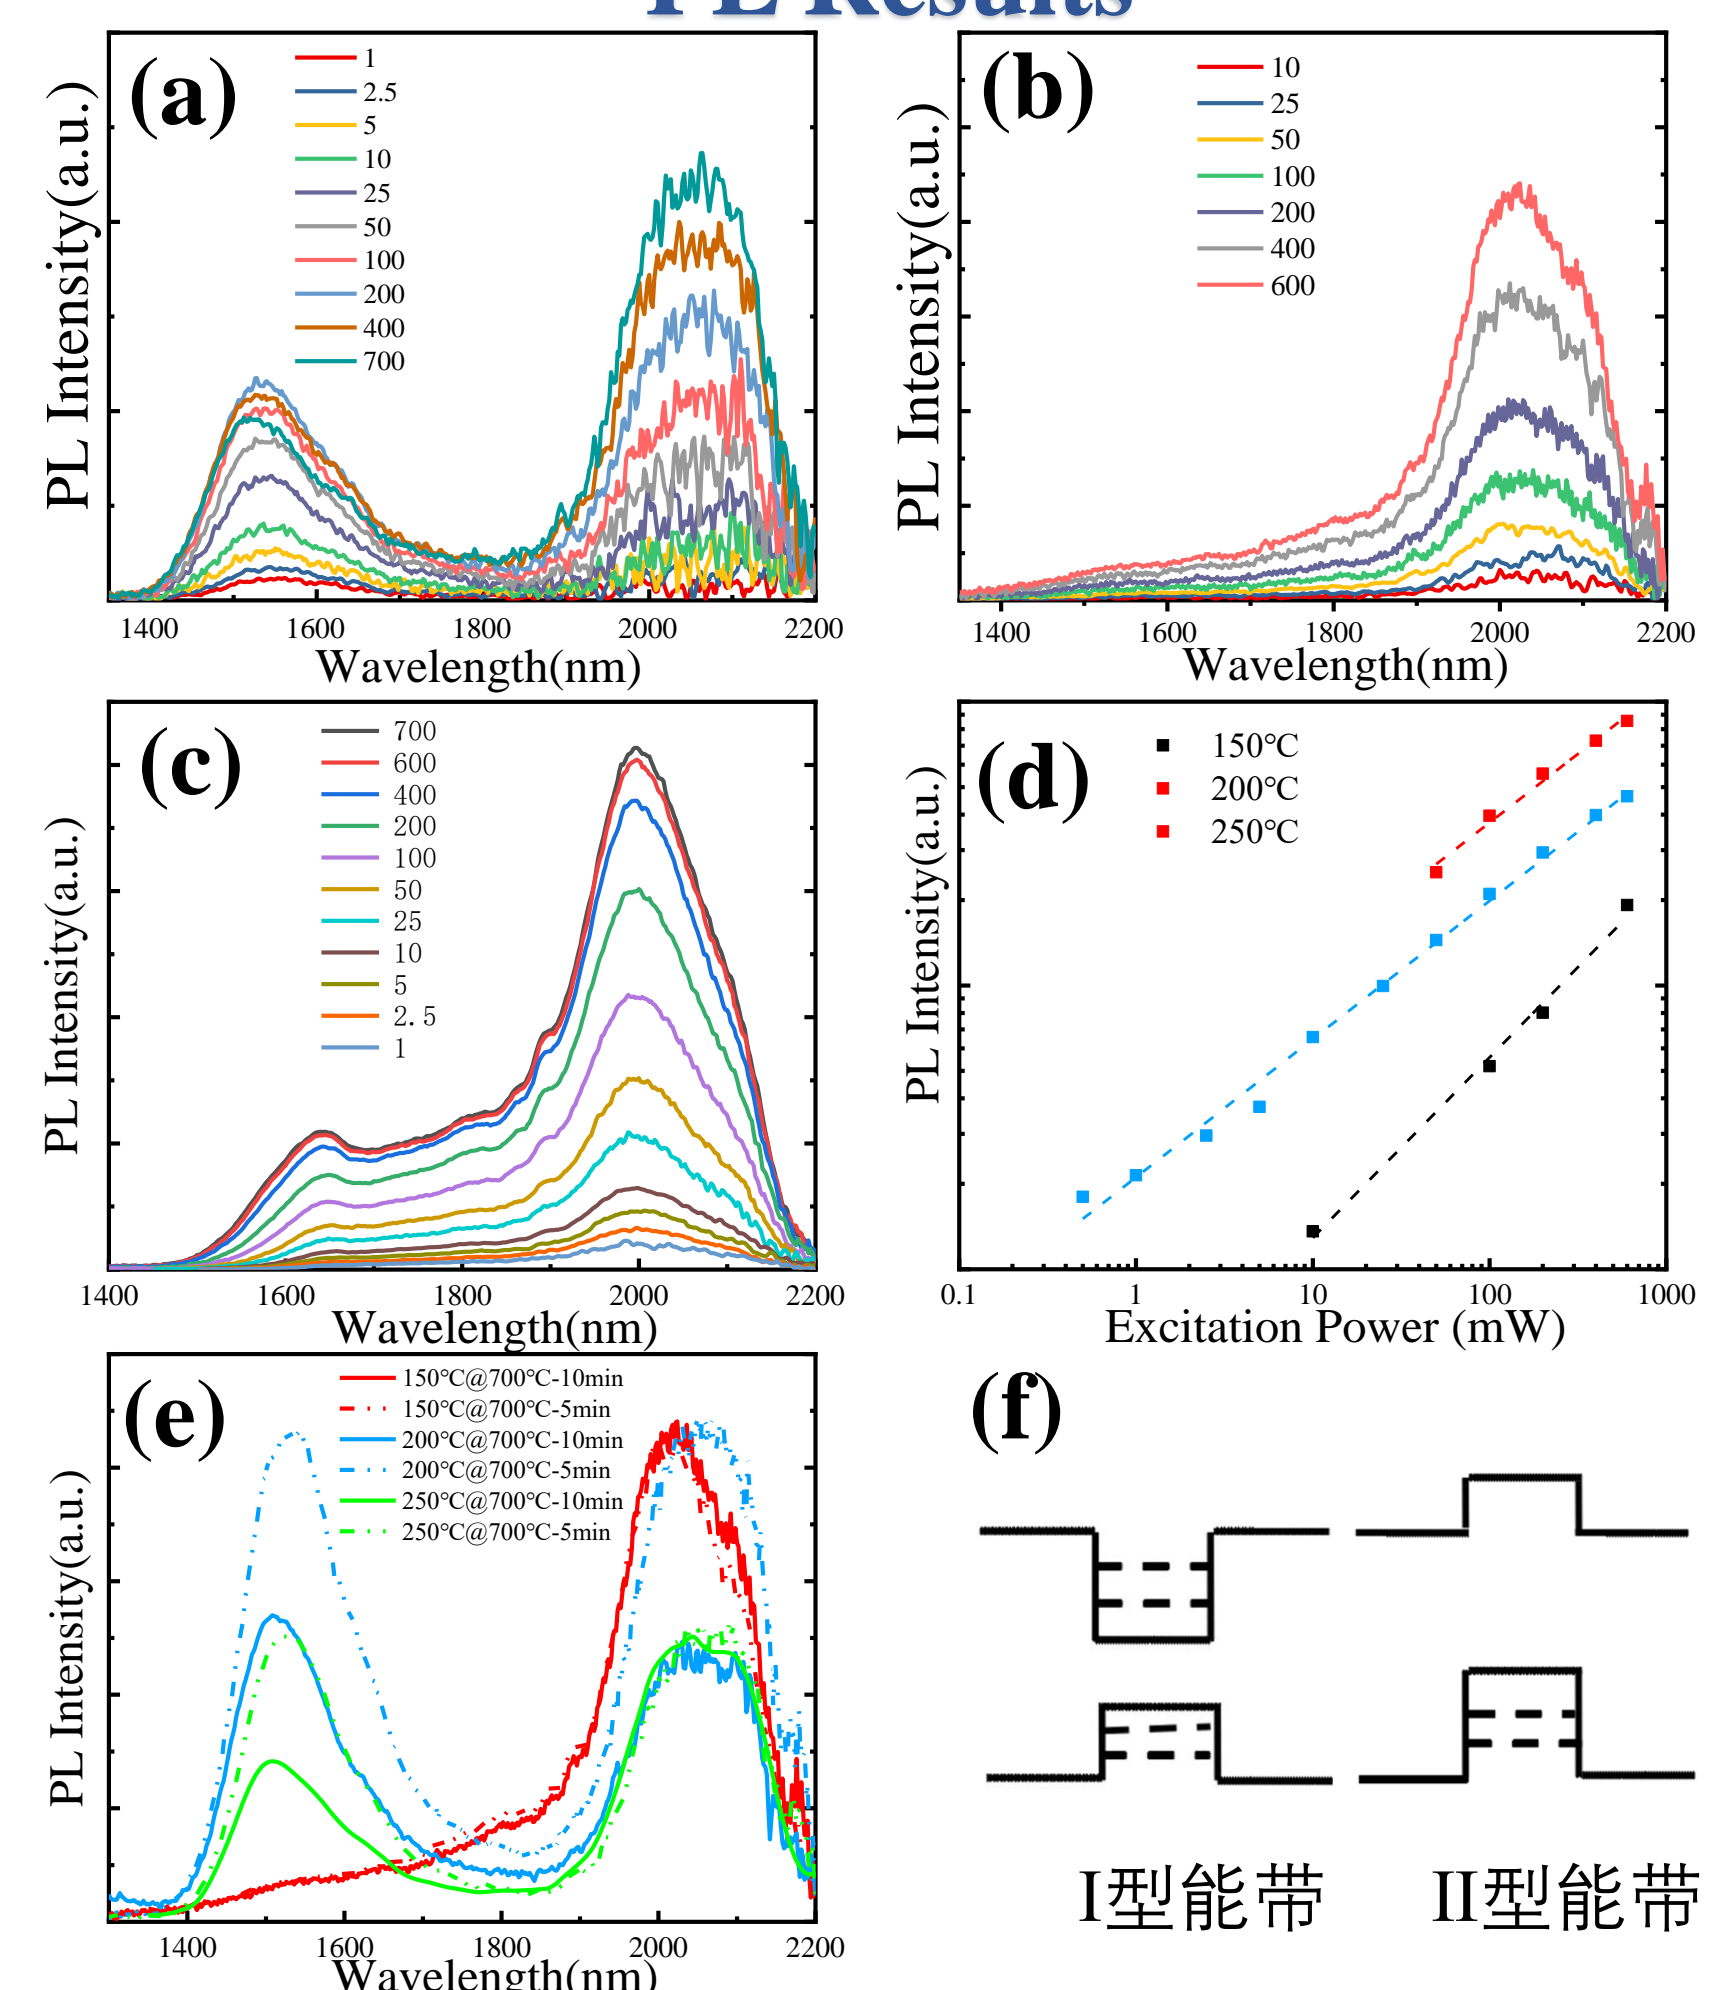 PL Results
(a)
1
2.5
5
10
25
50
100
200
400
700
PL Intensity(a.u.)
1400 1600 1800 2000 2200
Wavelength(nm)
(b)
10
25
50
100
200
400
600
PL Intensity(a.u.)
1400 1600 1800 2000 2200
Wavelength(nm)
(c)
700
600
400
200
100
50
25
10
5
2.5
1
PL Intensity(a.u.)
1400 1600 1800 2000 2200
Wavelength(nm)
(d)
150℃
200℃
250℃
PL Intensity(a.u.)
0.1 1 10 100 1000
Excitation Power (mW)
(e)
150℃@700℃-10min
150℃@700℃-5min
200℃@700℃-10min
200℃@700℃-5min
250℃@700℃-10min
250℃@700℃-5min
PL Intensity(a.u.)
1400 1600 1800 2000 2200
Wavelength(nm)
(f)
I型能带
II型能带